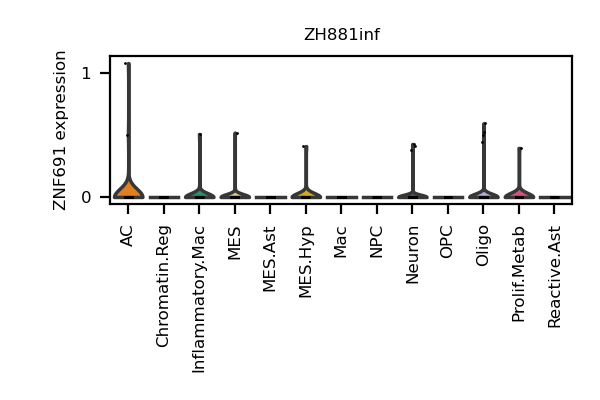 ZH881inf
ZNF691 expression
1
0
AC
Chromatin.Reg
Inflammatory.Mac
MES
MES.Ast
MES.Hyp
Mac
NPC
Neuron
OPC
Oligo
Prolif.Metab
Reactive.Ast